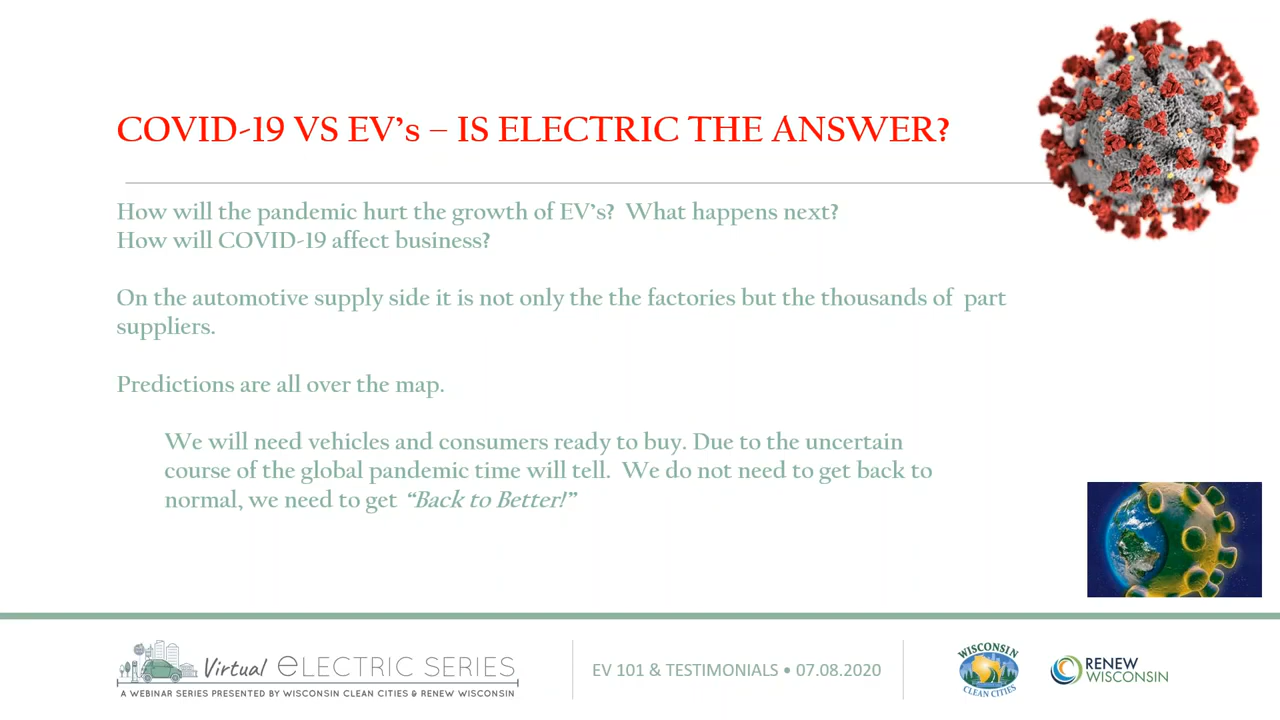 COVID-19 VS EV's – IS ELECTRIC THE ANSWER?
How will the pandemic hurt the growth of EV's?  What happens next?
How will COVID-19 affect business?
On the automotive supply side it is not only the the factories but the thousands of  part
suppliers.
Predictions are all over the map.
We will need vehicles and consumers ready to buy. Due to the uncertain
course of the global pandemic time will tell.  We do not need to get back to
normal, we need to get “Back to Better!”
Virtual eLECTRIC SERIES
A WEBINAR SERIES PRESENTED BY WISCONSIN CLEAN CITIES & RENEW WISCONSIN
EV 101 & TESTIMONIALS • 07.08.2020
WISCONSIN
CLEAN CITIES
RENEW
WISCONSIN